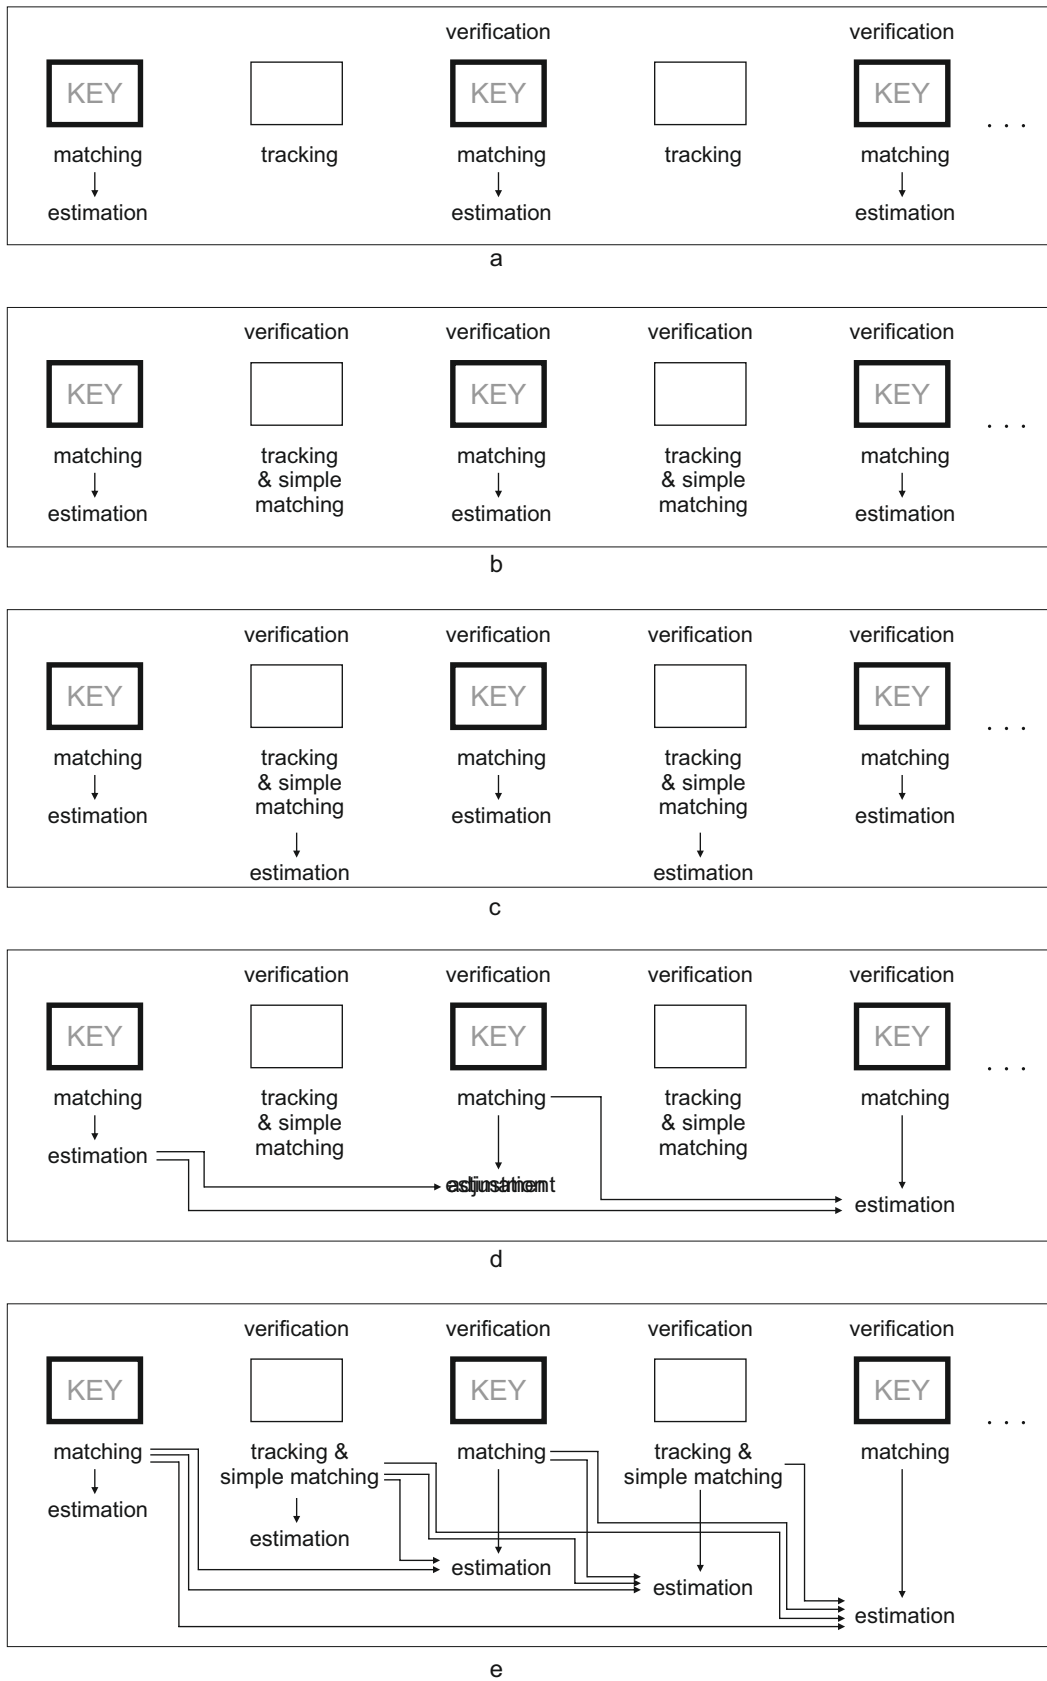 verification verification
KEY KEY KEY
. . .
matching tracking matching tracking matching
estimation estimation estimation
a
verification verification verification verification
KEY KEY KEY
. . .
matching tracking matching tracking matching
& simple & simple
matching matching
estimation estimation estimation
b
verification verification verification verification
KEY KEY KEY
. . .
matching tracking matching tracking matching
& simple & simple
matching matching
estimation estimation estimation
estimation estimation
c
verification verification verification verification
KEY KEY KEY
. . .
matching tracking matching tracking matching
& simple & simple
matching matching
estimation
estimation
d
verification verification verification verification
KEY KEY KEY
. . .
matching tracking & matching tracking & matching
simple matching simple matching
estimation
estimation
estimation
estimation
estimation
e